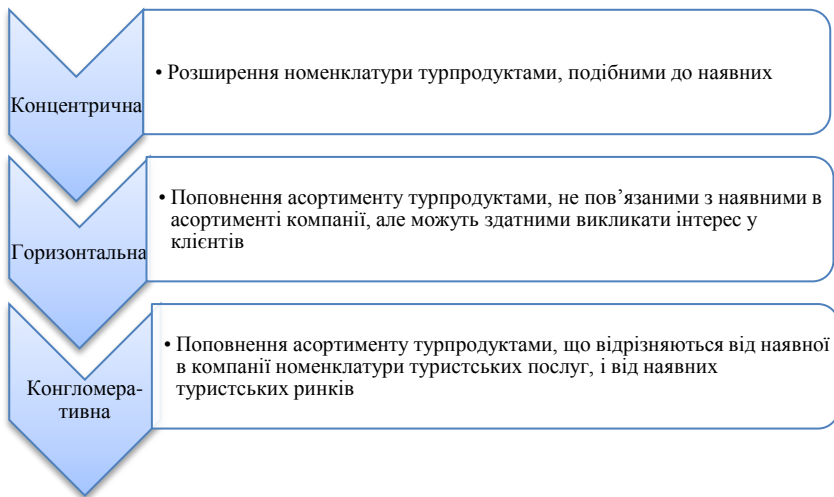 Концентрична
• Розширення номенклатури турпродуктами, подібними до наявних
Горизонтальна
• Поповнення асортименту турпродуктами, не пов’язаними з наявними в
асортименті компанії, але можуть здатними викликати інтерес у
клієнтів
Конгломера-
тивна
• Поповнення асортименту турпродуктами, що відрізняються від наявної
в компанії номенклатури туристських послуг, і від наявних
туристських ринків